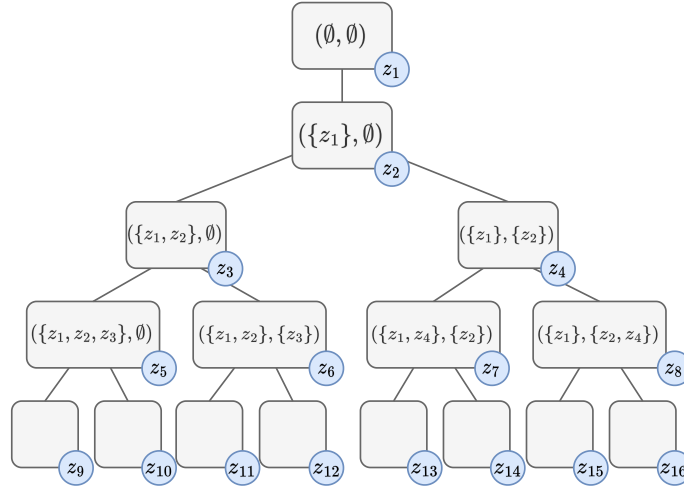 (∅, ∅)
z₁
({z₁}, ∅)
z₂
({z₁, z₂}, ∅)
({z₁}, {z₂})
z₃
z₄
({z₁, z₂, z₃}, ∅)
({z₁, z₂}, {z₃})
({z₁, z₄}, {z₂})
({z₁}, {z₂, z₄})
z₅
z₆
z₇
z₈
z₉
z₁₀
z₁₁
z₁₂
z₁₃
z₁₄
z₁₅
z₁₆